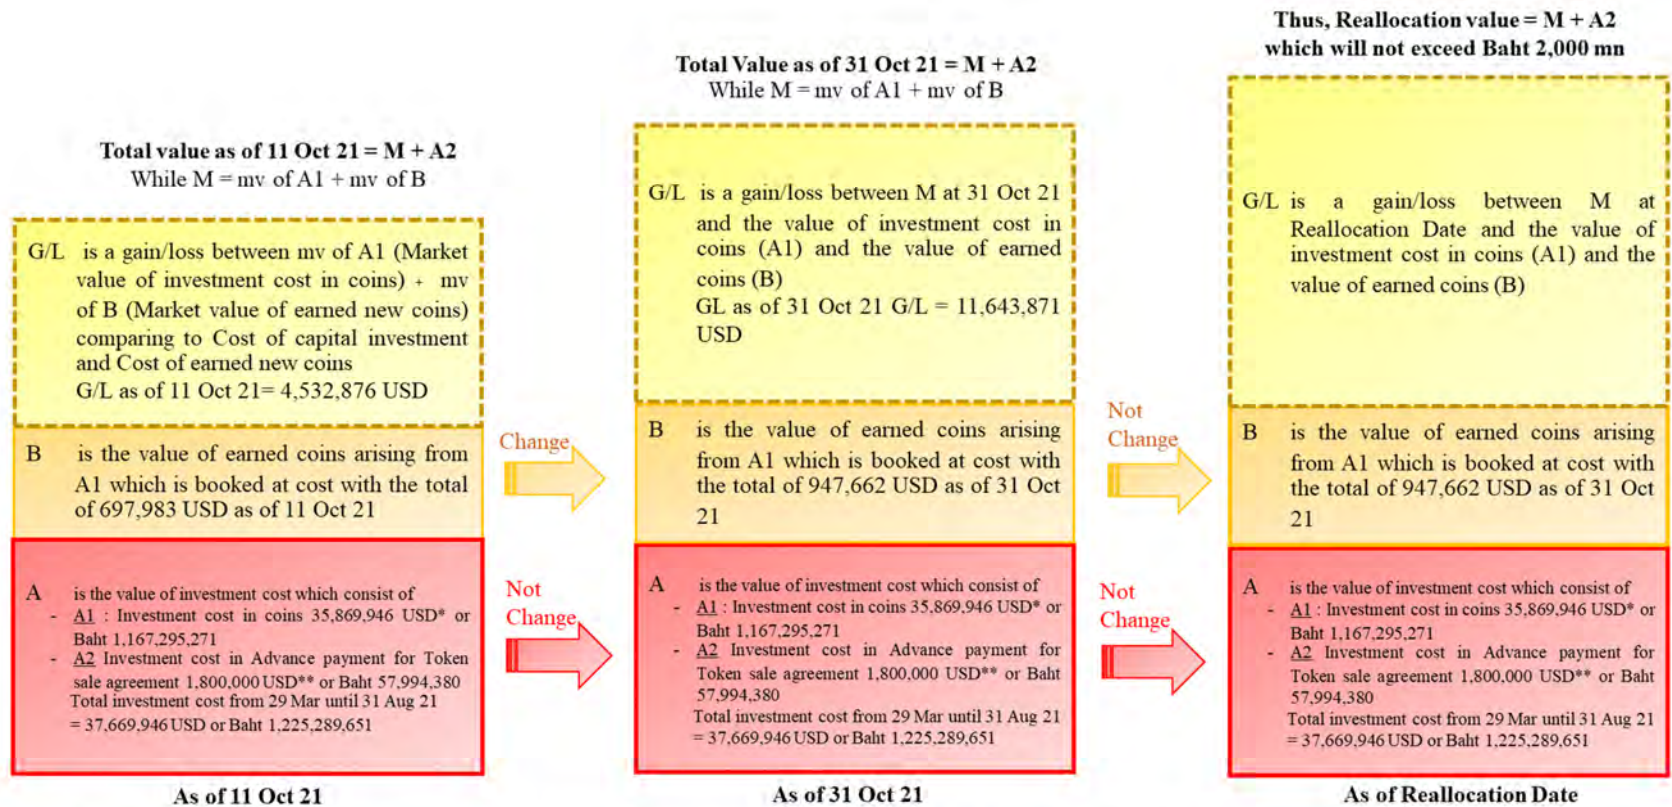 Total value as of 11 Oct 21 = M + A2
While M = mv of A1 + mv of B
G/L is a gain/loss between mv of A1 (Market
value of investment cost in coins) + mv
of B (Market value of earned new coins)
comparing to Cost of capital investment
and Cost of earned new coins
G/L as of 11 Oct 21= 4,532,876 USD
B is the value of earned coins arising from
A1 which is booked at cost with the total
of 697,983 USD as of 11 Oct 21
A is the value of investment cost which consist of
- A1 : Investment cost in coins 35,869,946 USD* or
Baht 1,167,295,271
- A2 Investment cost in Advance payment for Token
sale agreement 1,800,000 USD** or Baht 57,994,380
Total investment cost from 29 Mar until 31 Aug 21
= 37,669,946 USD or Baht 1,225,289,651
As of 11 Oct 21
Change
Not
Change
Total Value as of 31 Oct 21 = M + A2
While M = mv of A1 + mv of B
G/L is a gain/loss between M at 31 Oct 21
and the value of investment cost in
coins (A1) and the value of earned
coins (B)
GL as of 31 Oct 21 G/L = 11,643,871
USD
B is the value of earned coins arising
from A1 which is booked at cost with
the total of 947,662 USD as of 31 Oct
21
A is the value of investment cost which consist of
- A1 : Investment cost in coins 35,869,946 USD* or
Baht 1,167,295,271
- A2 Investment cost in Advance payment for
Token sale agreement 1,800,000 USD** or Baht
57,994,380
Total investment cost from 29 Mar until 31 Aug 21
= 37,669,946 USD or Baht 1,225,289,651
As of 31 Oct 21
Not
Change
Not
Change
Thus, Reallocation value = M + A2
which will not exceed Baht 2,000 mn
G/L is a gain/loss between M at
Reallocation Date and the value of
investment cost in coins (A1) and the
value of earned coins (B)
B is the value of earned coins arising
from A1 which is booked at cost with
the total of 947,662 USD as of 31 Oct
21
A is the value of investment cost which consist of
- A1 : Investment cost in coins 35,869,946 USD* or
Baht 1,167,295,271
- A2 Investment cost in Advance payment for
Token sale agreement 1,800,000 USD** or Baht
57,994,380
Total investment cost from 29 Mar until 31 Aug 21
= 37,669,946 USD or Baht 1,225,289,651
As of Reallocation Date